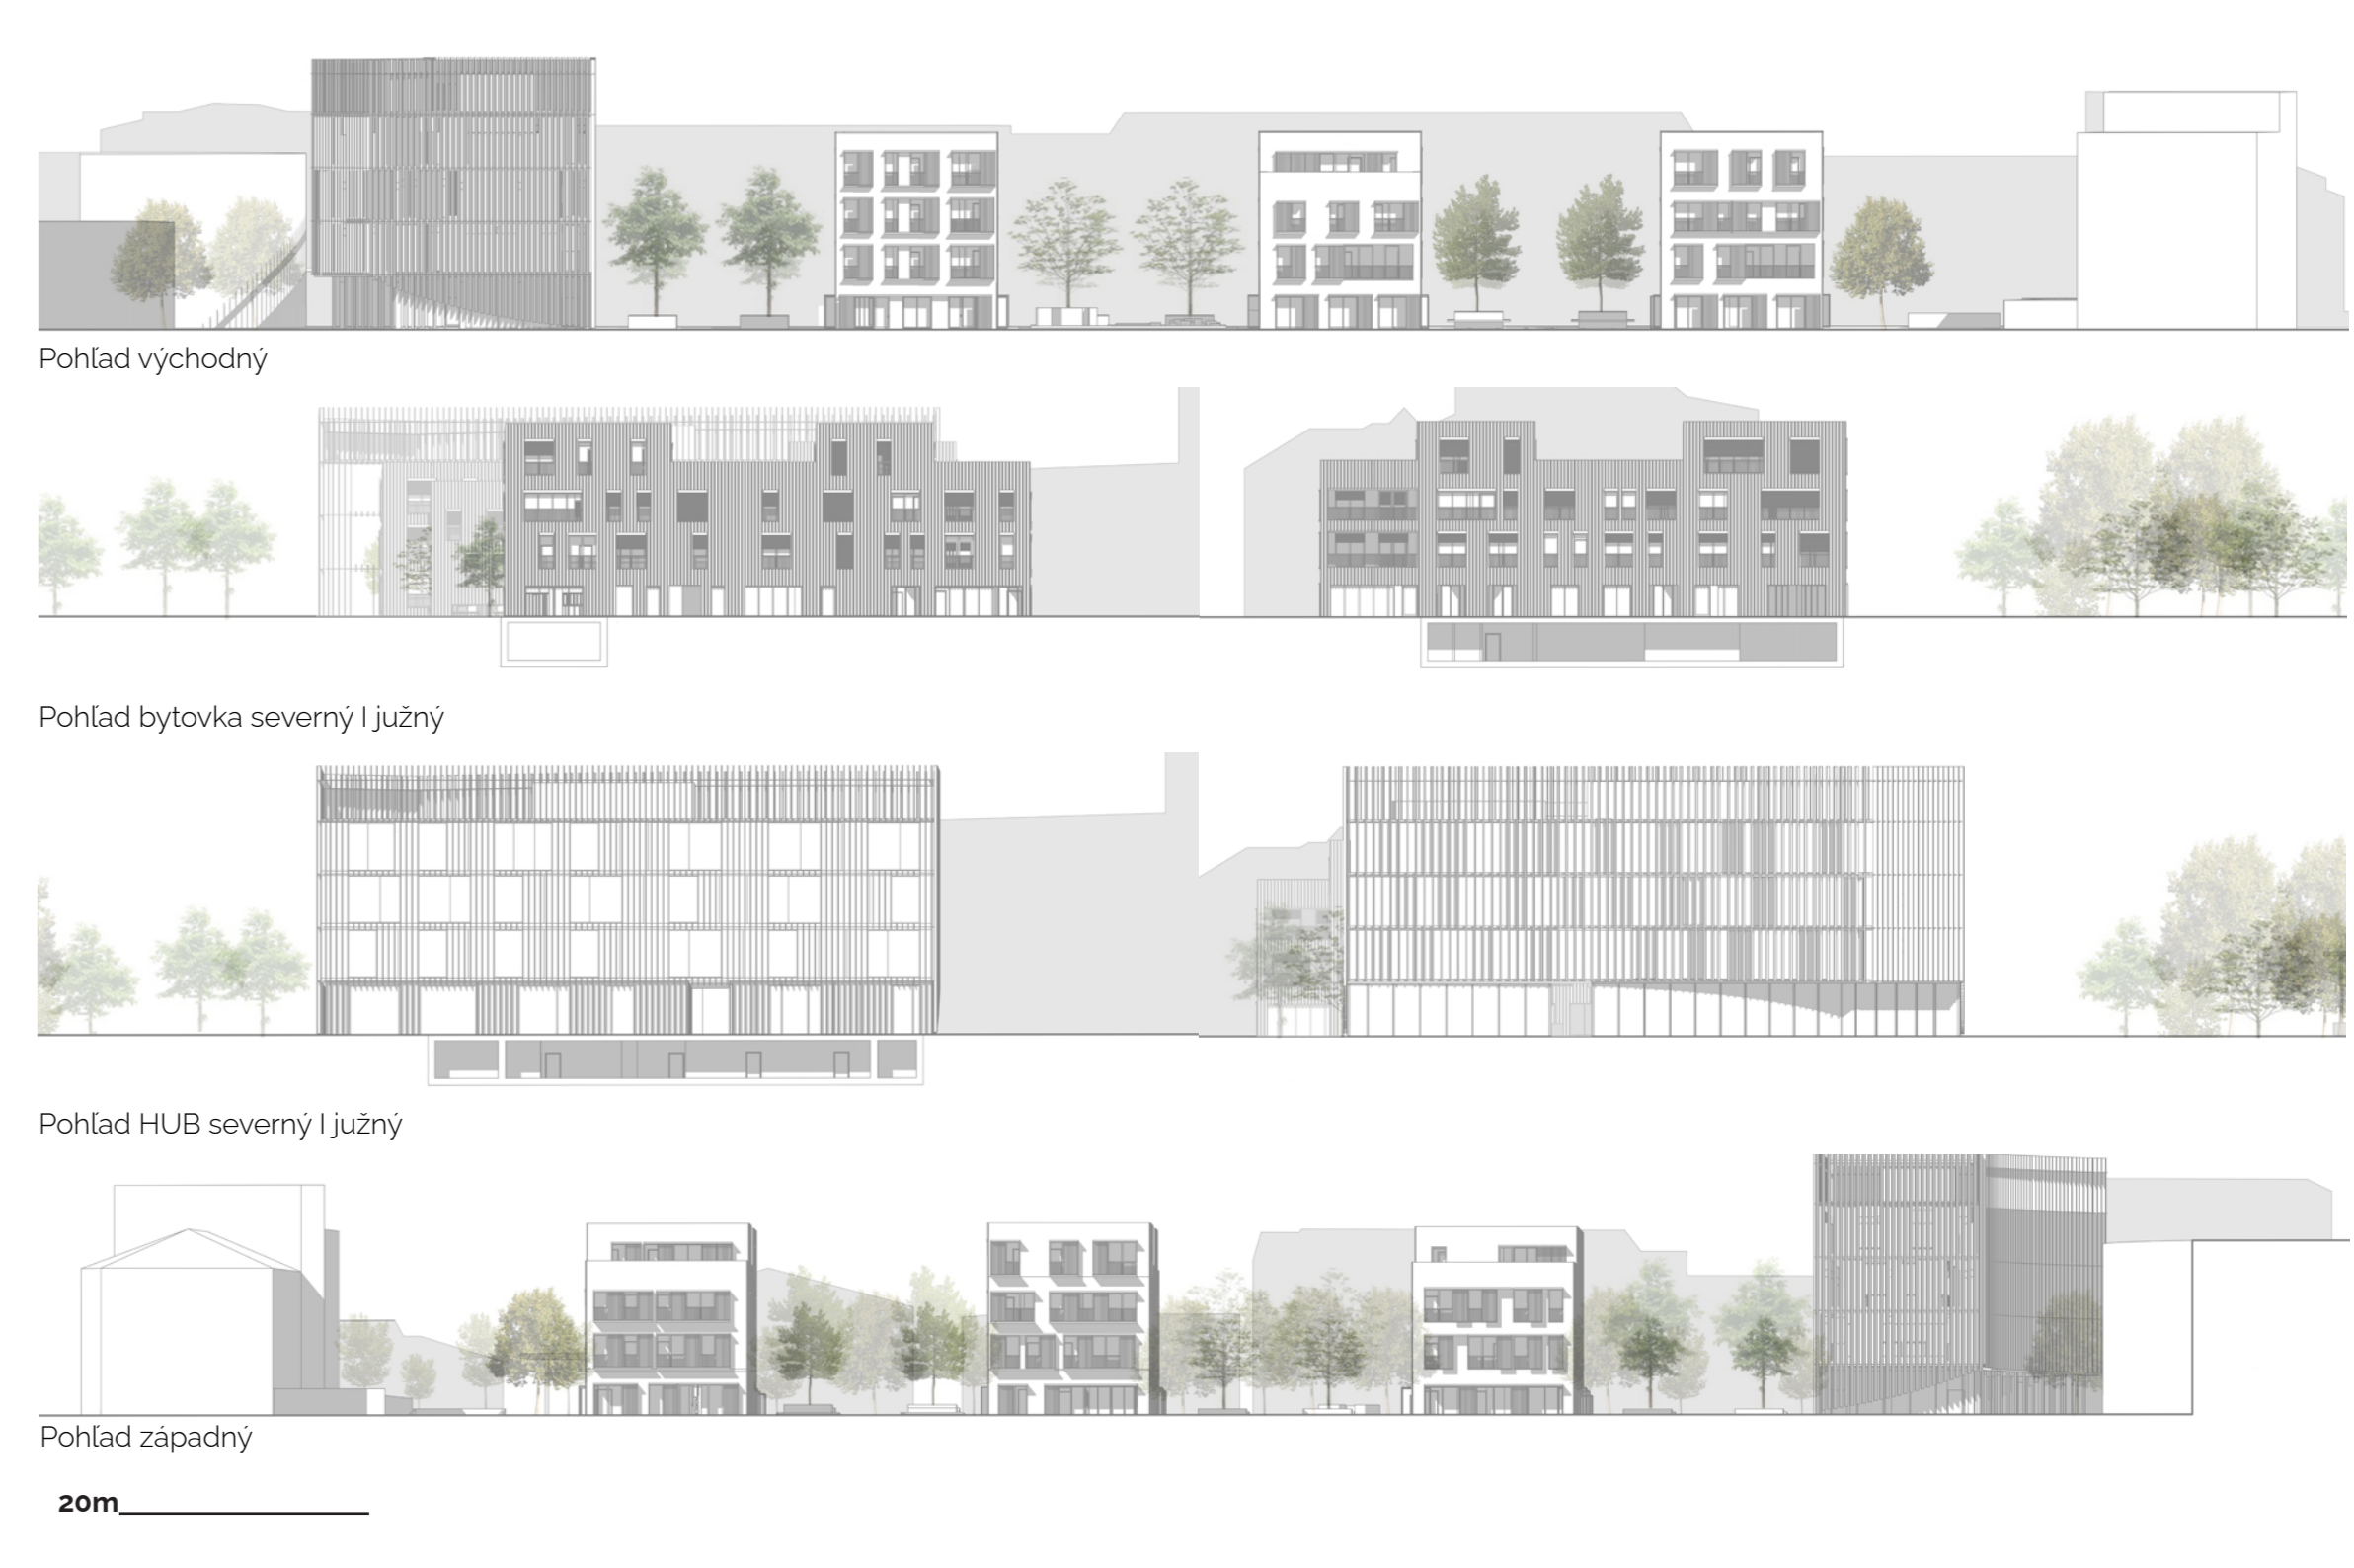 Pohľad východný
Pohľad bytovka severný I južný
Pohľad HUB severný I južný
Pohľad západný
20m